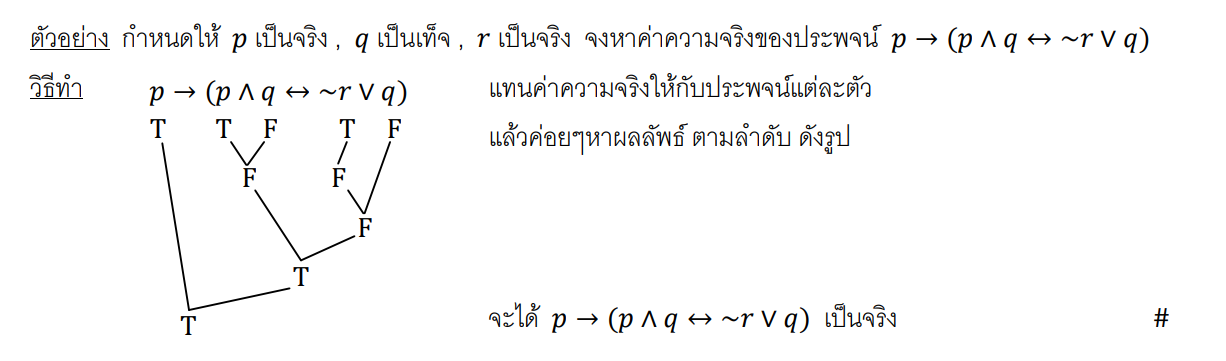 ตัวอย่าง กำหนดให้ 𝑝 เป็นจริง , 𝑞 เป็นเท็จ , 𝑟 เป็นจริง จงหาค่าความจริงของประพจน์ 𝑝 → (𝑝 ∧ 𝑞 ↔ ~𝑟 ∨ 𝑞)
วิธีทำ 𝑝 → (𝑝 ∧ 𝑞 ↔ ~𝑟 ∨ 𝑞) แทนค่าความจริงให้กับประพจน์แต่ละตัว
T T F T F แล้วค่อยๆหาผลลัพธ์ ตามลำดับ ดังรูป
F F
F
T
T จะได้ 𝑝 → (𝑝 ∧ 𝑞 ↔ ~𝑟 ∨ 𝑞) เป็นจริง #